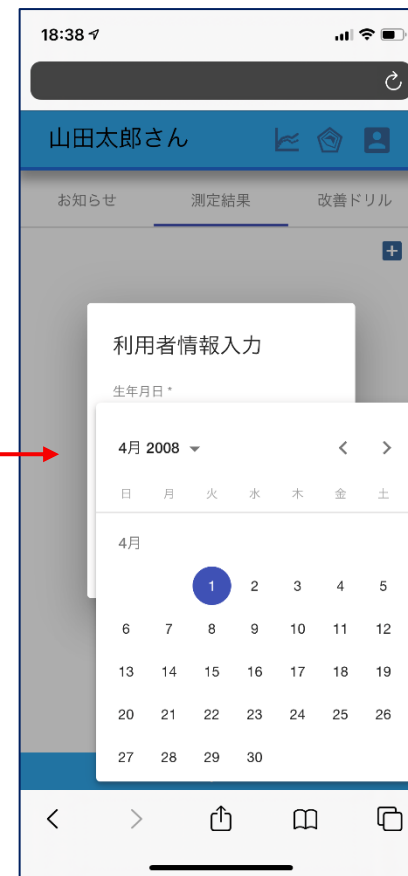 18:38
山田太郎さん
お知らせ 測定結果 改善ドリル
利用者情報入力
生年月日 *
4月 2008
日 月 火 水 木 金 土
4月
1 2 3 4 5
6 7 8 9 10 11 12
13 14 15 16 17 18 19
20 21 22 23 24 25 26
27 28 29 30